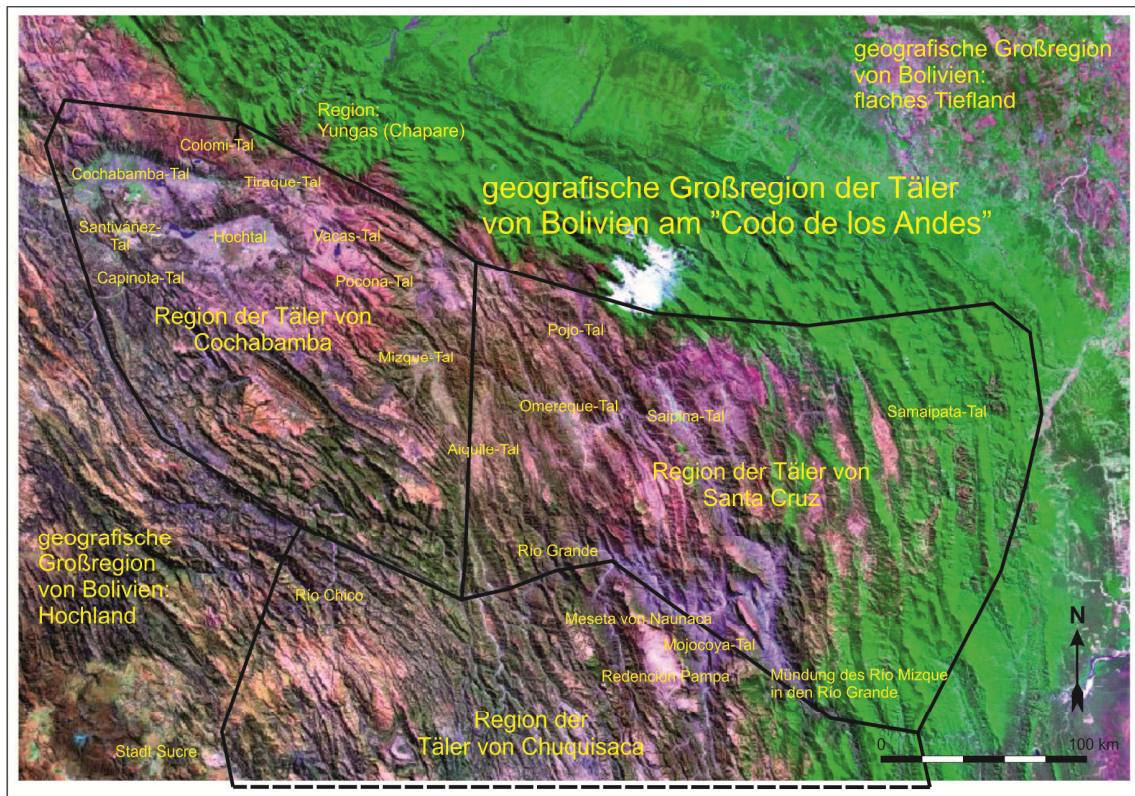 geografische Großregion
von Bolivien:
flaches Tiefland
Region:
Yungas (Chapare)
Colomi-Tal
Cochabamba-Tal
Tiraque-Tal
geografische Großregion der Täler
von Bolivien am ”Codo de los Andes”
Santiváñez-
Tal
Hochtal
Vacas-Tal
Capinota-Tal
Pocona-Tal
Region der Täler von
Cochabamba
Pojo-Tal
Mizque-Tal
Omereque-Tal
Saipina-Tal
Samaipata-Tal
Aiquile-Tal
Region der Täler von
Santa Cruz
geografische
Großregion
von Bolivien:
Hochland
Río Grande
Río Chico
Meseta von Naunaca
Mojocoya-Tal
Redención Pampa
Mündung des Río Mizque
in den Río Grande
N
Region der
Täler von Chuquisaca
Stadt Sucre
0
100 km